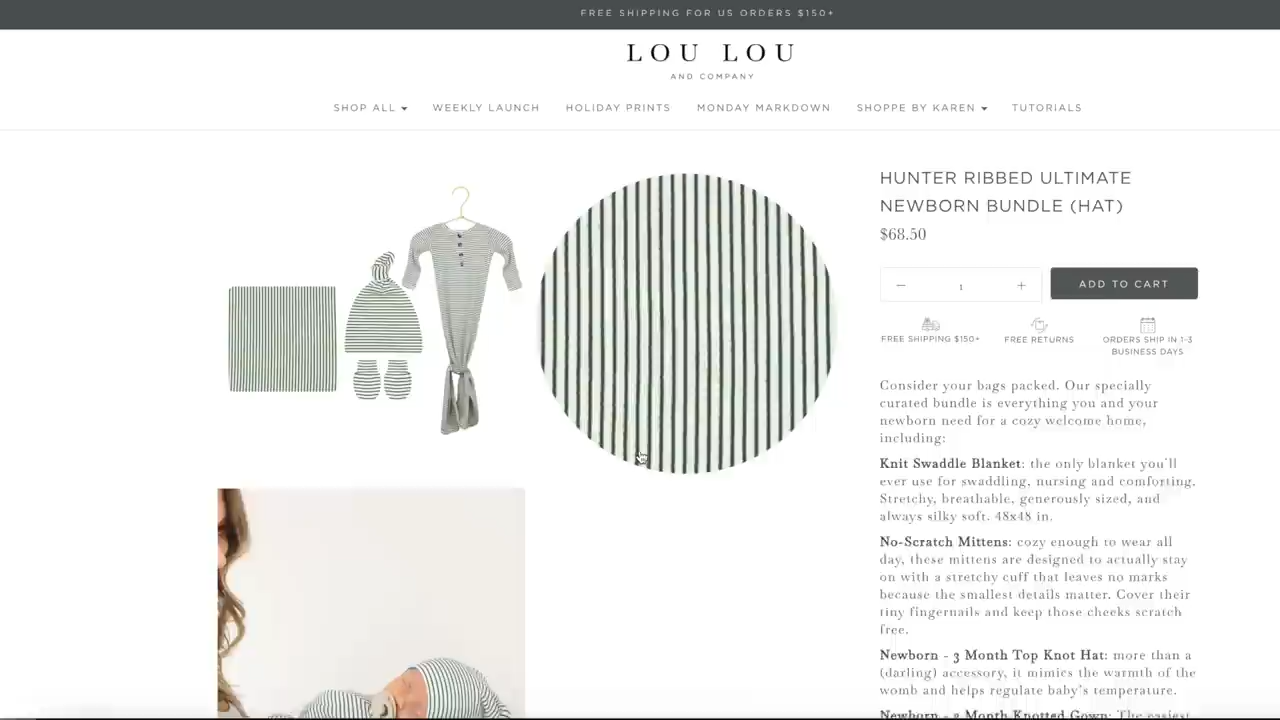 FREE SHIPPING FOR US ORDERS $150+
LOU LOU
AND COMPANY
SHOP ALL WEEKLY LAUNCH HOLIDAY PRINTS MONDAY MARKDOWN SHOPPE BY KAREN TUTORIALS
HUNTER RIBBED ULTIMATE
NEWBORN BUNDLE (HAT)
$68.50
— 1 + ADD TO CART
FREE SHIPPING $150+ FREE RETURNS ORDERS SHIP IN 1-3
BUSINESS DAYS
Consider your bags packed. Our specially
curated bundle is everything you and your
newborn need for a cozy welcome home,
including:
Knit Swaddle Blanket: the only blanket you'll
ever use for swaddling, nursing and comforting.
Stretchy, breathable, generously sized, and
always silky soft. 48x48 in.
No-Scratch Mittens: cozy enough to wear all
day, these mittens are designed to actually stay
on with a stretchy cuff that leaves no marks
because the smallest details matter. Cover their
tiny fingernails and keep those cheeks scratch
free.
Newborn - 3 Month Top Knot Hat: more than a
(darling) accessory, it mimics the warmth of the
womb and helps regulate baby's temperature.
Newborn - 3 Month Knotted Gown: The easiest